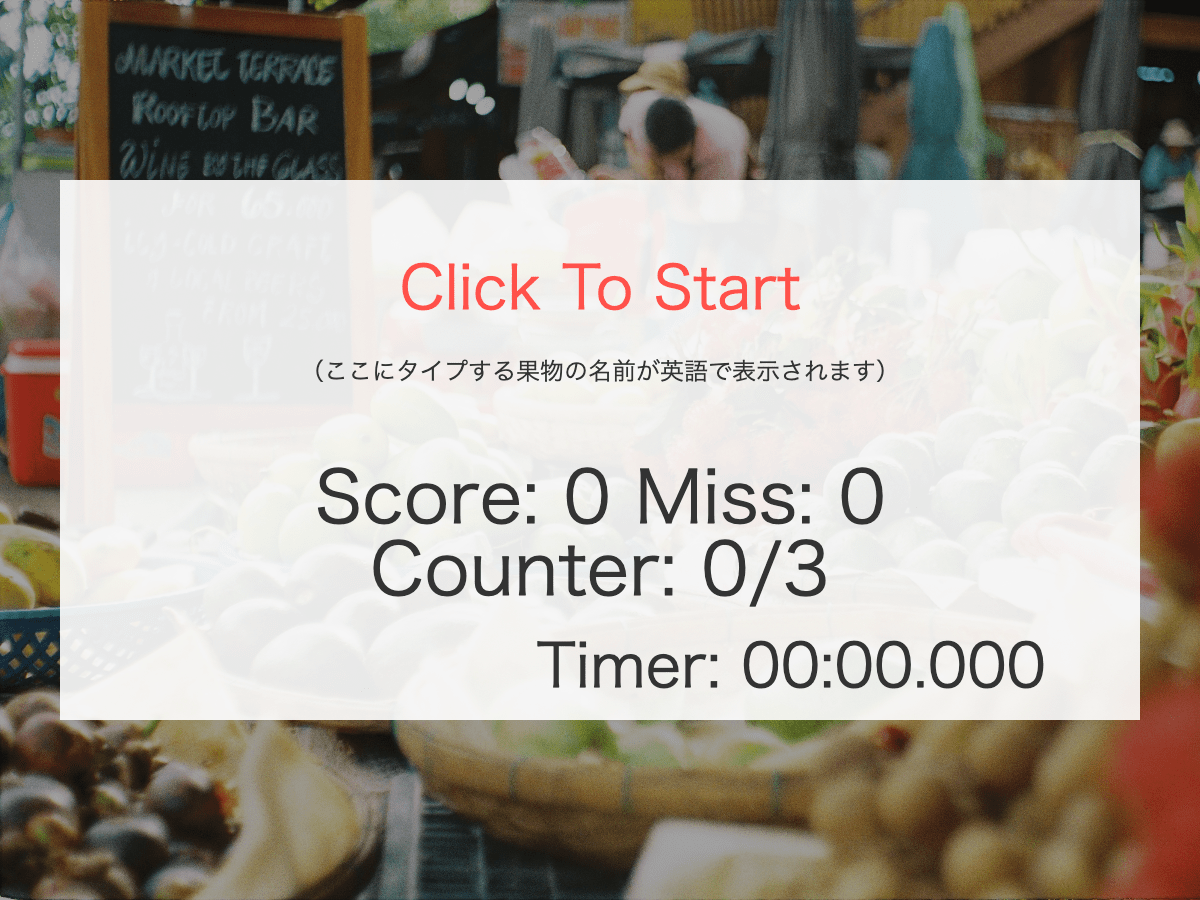 MARKET TERRACE
ROOFTOP BAR
WINE BY THE GLASS
Click To Start
（ここにタイプする果物の名前が英語で表示されます）
Score: 0 Miss: 0
Counter: 0/3
Timer: 00:00.000